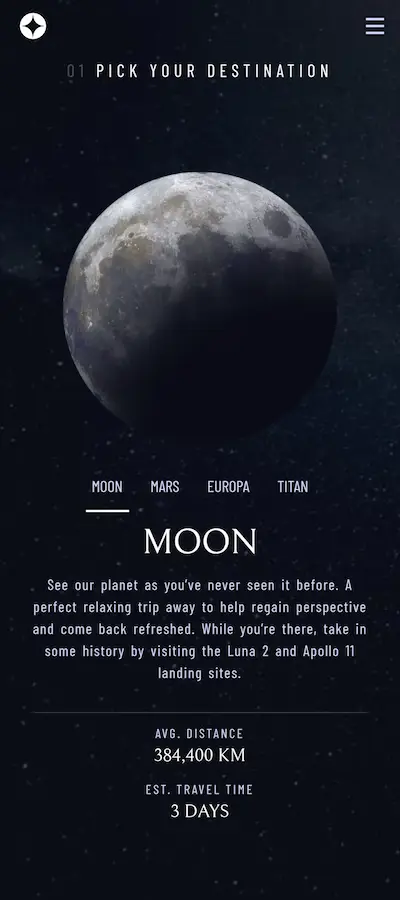 01 PICK YOUR DESTINATION
MOON MARS EUROPA TITAN
MOON
See our planet as you've never seen it before. A
perfect relaxing trip away to help regain perspective
and come back refreshed. While you're there, take in
some history by visiting the Luna 2 and Apollo 11
landing sites.
AVG. DISTANCE
384,400 KM
EST. TRAVEL TIME
3 DAYS